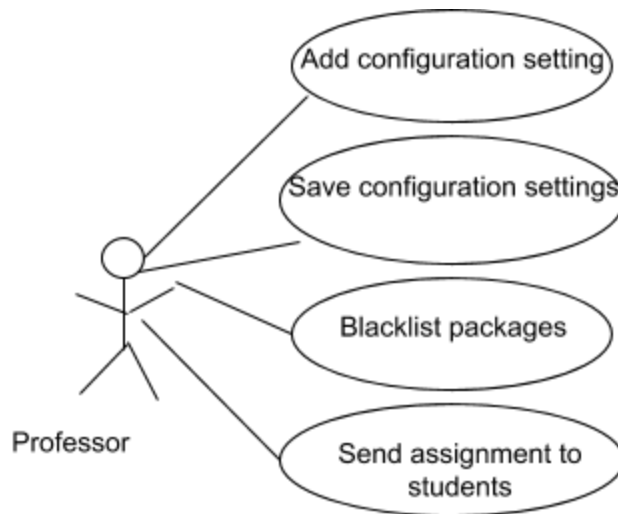 Add configuration setting
Save configuration settings
Blacklist packages
Professor
Send assignment to
students